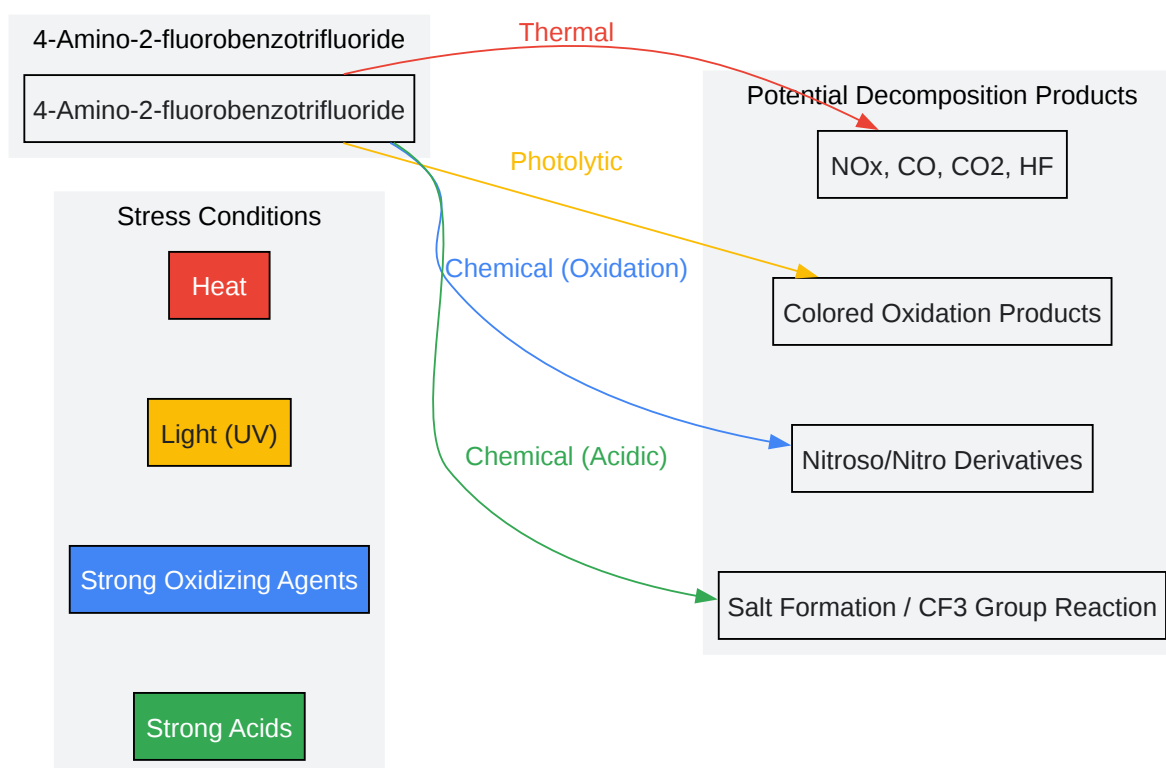 4-Amino-2-fluorobenzotrifluoride
4-Amino-2-fluorobenzotrifluoride
Thermal
Photolytic
Chemical (Oxidation)
Chemical (Acidic)
Stress Conditions
Heat
Light (UV)
Strong Oxidizing Agents
Strong Acids
Potential Decomposition Products
NOx, CO, CO2, HF
Colored Oxidation Products
Nitroso/Nitro Derivatives
Salt Formation / CF3 Group Reaction